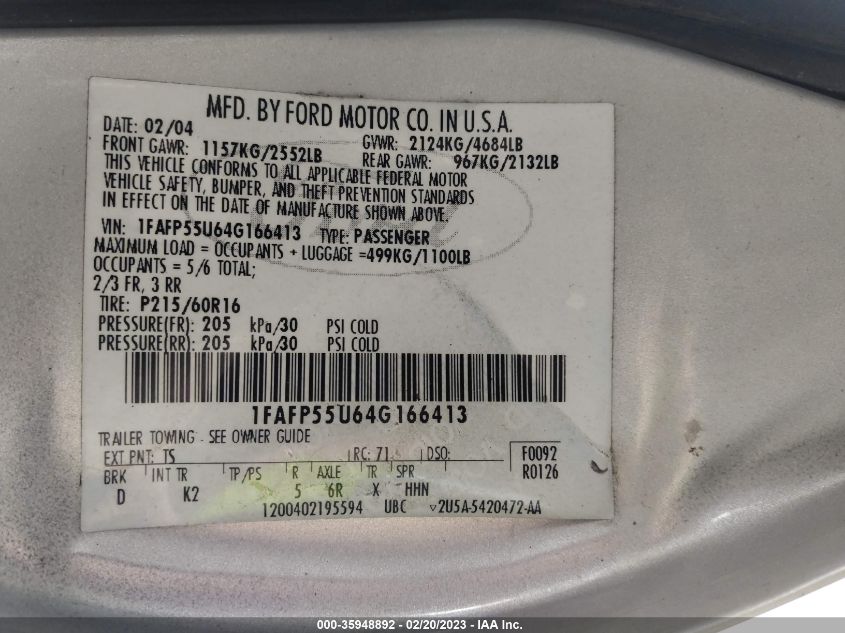 MFD. BY FORD MOTOR CO. IN U.S.A.
DATE: 02/04
GVWR: 2124KG/4684LB
FRONT GAWR: 1157KG/2552LB
REAR GAWR: 967KG/2132LB
THIS VEHICLE CONFORMS TO ALL APPLICABLE FEDERAL MOTOR
VEHICLE SAFETY, BUMPER, AND THEFT PREVENTION STANDARDS
IN EFFECT ON THE DATE OF MANUFACTURE SHOWN ABOVE.
VIN: 1FAFP55U64G166413 TYPE: PASSENGER
MAXIMUM LOAD = OCCUPANTS + LUGGAGE =499KG/1100LB
OCCUPANTS = 5/6 TOTAL;
2/3 FR, 3 RR
TIRE: P215/60R16
PRESSURE(FR): 205 kPa/30 PSI COLD
PRESSURE(RR): 205 kPa/30 PSI COLD
1FAFP55U64G166413
TRAILER TOWING - SEE OWNER GUIDE
EXT PNT: TS RC: 71 DSO: F0092
BRK INT TR TP/PS R AXLE TR SPR R0126
D K2 5 6R X HHN
1200402195594 UBC ▽2U5A-5420472-AA
000-35948892 — 02/20/2023 — IAA Inc.